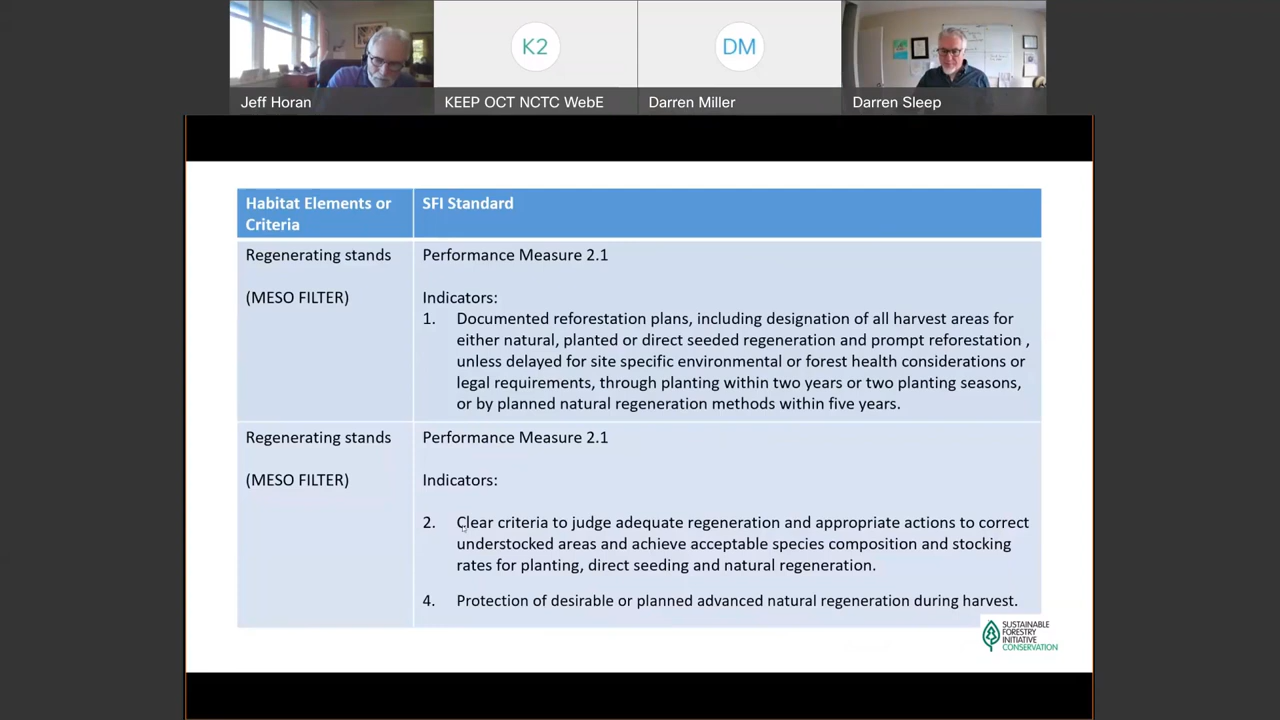 K2
DM
Jeff Horan
KEEP OCT NCTC WebE
Darren Miller
Darren Sleep
Habitat Elements or
Criteria
SFI Standard
Regenerating stands
(MESO FILTER)
Performance Measure 2.1
Indicators:
1. Documented reforestation plans, including designation of all harvest areas for
either natural, planted or direct seeded regeneration and prompt reforestation ,
unless delayed for site specific environmental or forest health considerations or
legal requirements, through planting within two years or two planting seasons,
or by planned natural regeneration methods within five years.
Regenerating stands
(MESO FILTER)
Performance Measure 2.1
Indicators:
2. Clear criteria to judge adequate regeneration and appropriate actions to correct
understocked areas and achieve acceptable species composition and stocking
rates for planting, direct seeding and natural regeneration.
4. Protection of desirable or planned advanced natural regeneration during harvest.
SUSTAINABLE
FORESTRY
INITIATIVE
CONSERVATION